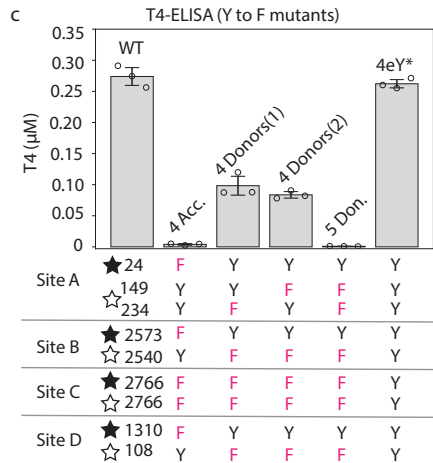 c
T4-ELISA (Y to F mutants)
T4 (μM)
0.35
0.30
0.25
0.20
0.15
0.10
0.05
0
WT
4 Acc.
4 Donors(1)
4 Donors(2)
5 Don.
4eY*
Site A
★ 24 F Y Y Y Y
☆ 149 Y Y F F Y
234 Y F Y F Y
Site B
★ 2573 F Y Y Y Y
☆ 2540 Y F F F Y
Site C
★ 2766 F F F F Y
☆ 2766 F F F F Y
Site D
★ 1310 F Y Y Y Y
☆ 108 Y F F F Y